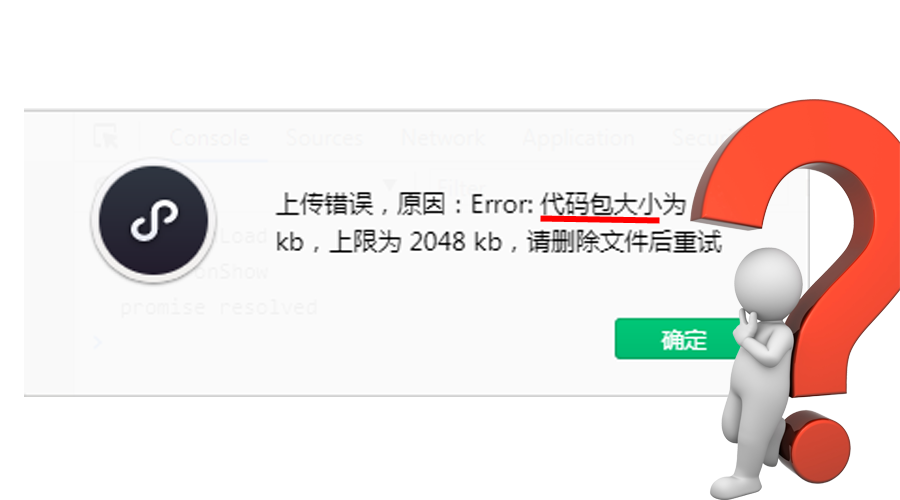 Console Sources Network Application Secu
Filter
上传错误，原因：Error: 代码包大小为
Load
kb，上限为 2048 kb，请删除文件后重试
onShow
promise resolved
>
确定